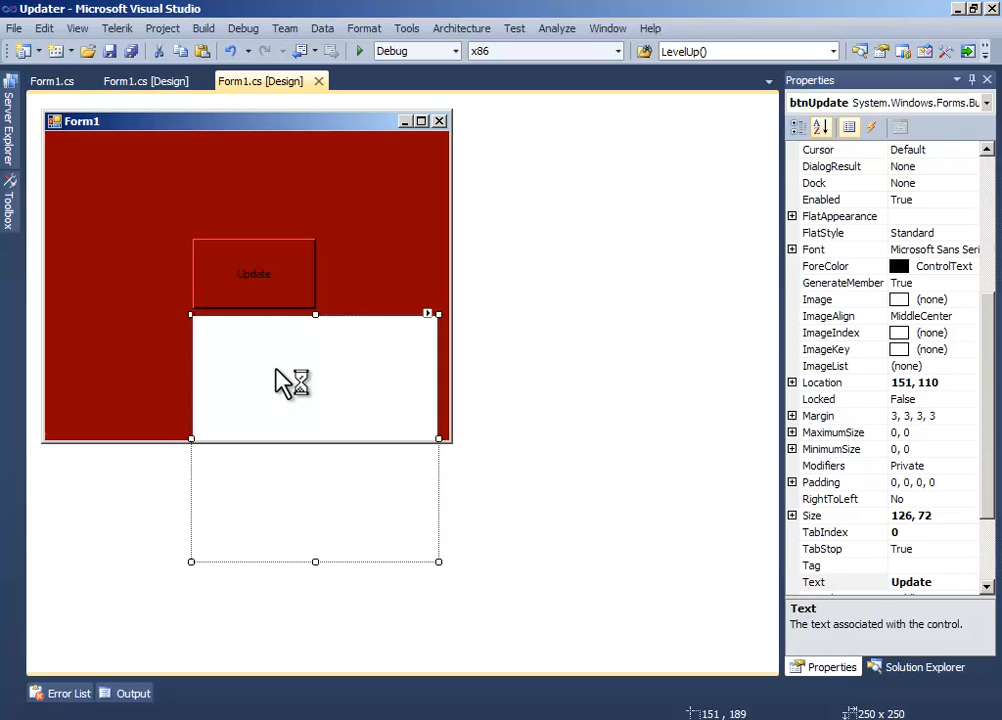 Updater - Microsoft Visual Studio
File Edit View Telerik Project Build Debug Team Data Format Tools Architecture Test Analyze Window Help
Debug x86 LevelUp()
Form1.cs Form1.cs [Design] Form1.cs [Design]
Server Explorer
Toolbox
Form1
Update
Properties
btnUpdate System.Windows.Forms.Bu
Cursor Default
DialogResult None
Dock None
Enabled True
FlatAppearance
FlatStyle Standard
Font Microsoft Sans Seri
ForeColor ControlText
GenerateMember True
Image (none)
ImageAlign MiddleCenter
ImageIndex (none)
ImageKey (none)
ImageList (none)
Location 151, 110
Locked False
Margin 3, 3, 3, 3
MaximumSize 0, 0
MinimumSize 0, 0
Modifiers Private
Padding 0, 0, 0, 0
RightToLeft No
Size 126, 72
TabIndex 0
TabStop True
Tag
Text Update
Text
The text associated with the control.
Properties Solution Explorer
Error List Output
151 , 189 250 x 250